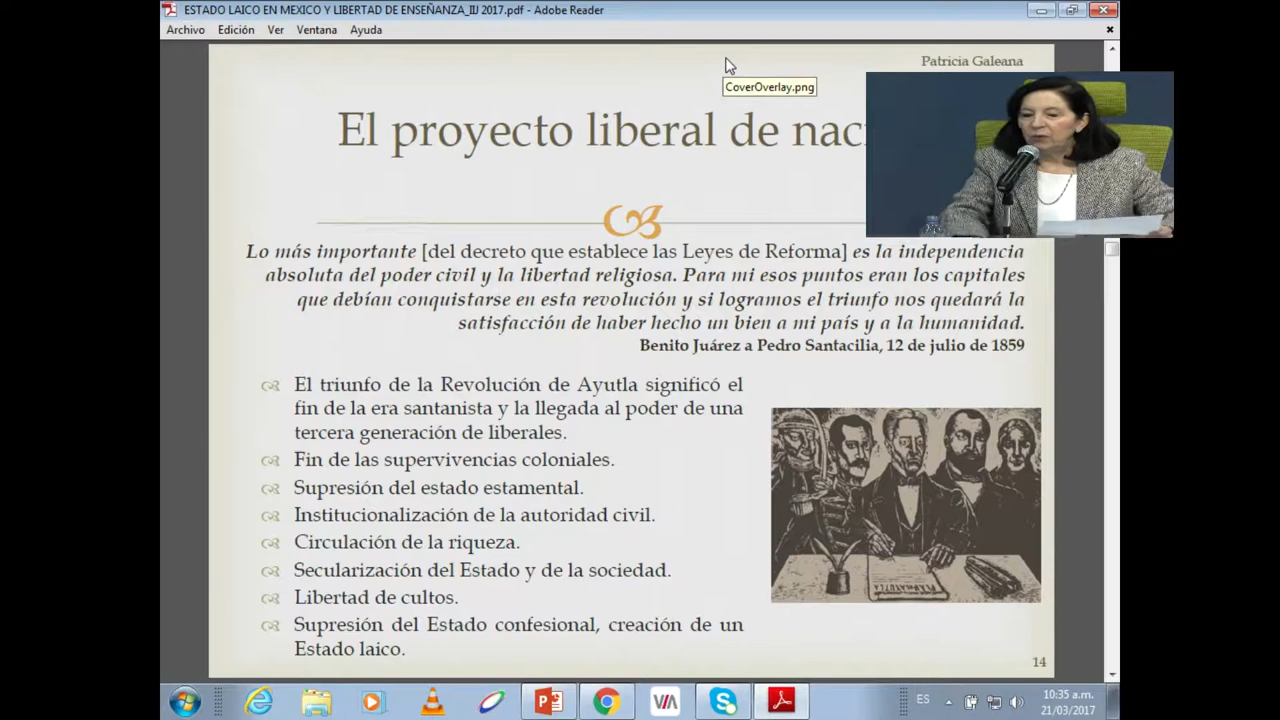 ESTADO LAICO EN MEXICO Y LIBERTAD DE ENSEÑANZA_IIJ 2017.pdf - Adobe Reader
Archivo Edición Ver Ventana Ayuda
Patricia Galeana
CoverOverlay.png
El proyecto liberal de naci
Lo más importante [del decreto que establece las Leyes de Reforma] es la independencia
absoluta del poder civil y la libertad religiosa. Para mi esos puntos eran los capitales
que debían conquistarse en esta revolución y si logramos el triunfo nos quedará la
satisfacción de haber hecho un bien a mi país y a la humanidad.
Benito Juárez a Pedro Santacilia, 12 de julio de 1859
El triunfo de la Revolución de Ayutla significó el
fin de la era santanista y la llegada al poder de una
tercera generación de liberales.
Fin de las supervivencias coloniales.
Supresión del estado estamental.
Institucionalización de la autoridad civil.
Circulación de la riqueza.
Secularización del Estado y de la sociedad.
Libertad de cultos.
Supresión del Estado confesional, creación de un
Estado laico.
14
VIA
ES
10:35 a.m.
21/03/2017